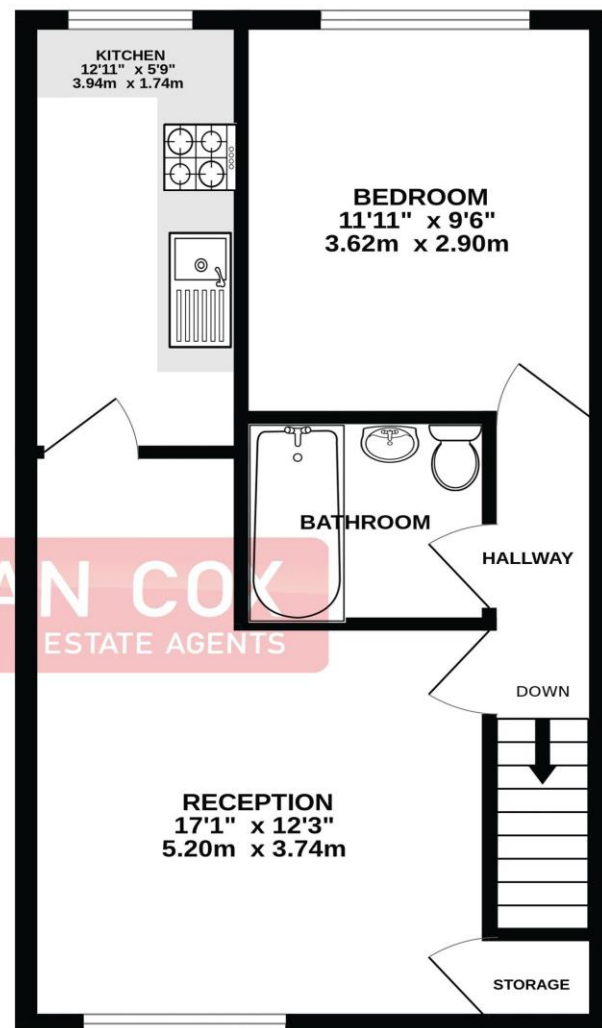 KITCHEN
12'11" x 5'9"
3.94m x 1.74m
BEDROOM
11'11" x 9'6"
3.62m x 2.90m
BATHROOM
HALLWAY
AN COX
ESTATE AGENTS
DOWN
RECEPTION
17'1" x 12'3"
5.20m x 3.74m
STORAGE